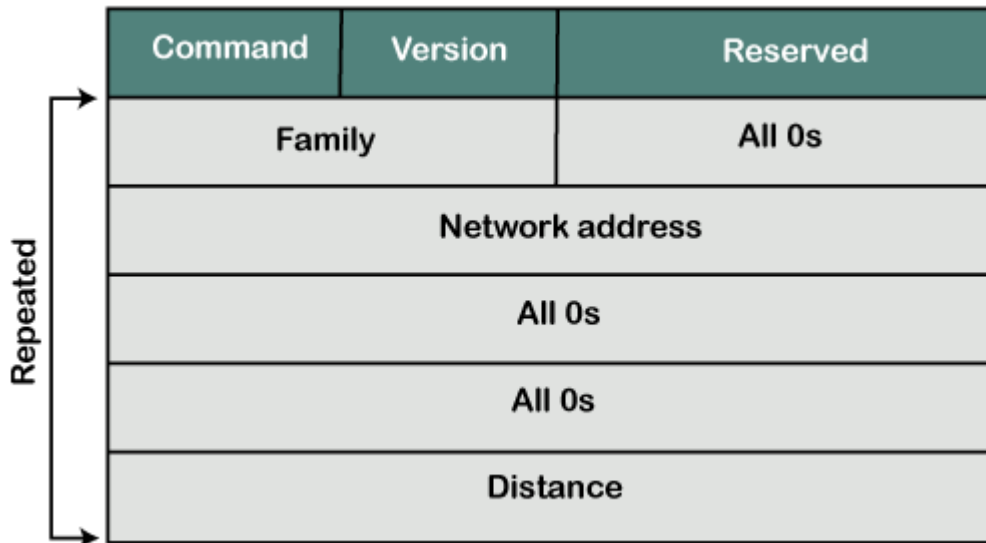 Command Version Reserved
Family All 0s
Network address
All 0s
All 0s
Distance
Repeated